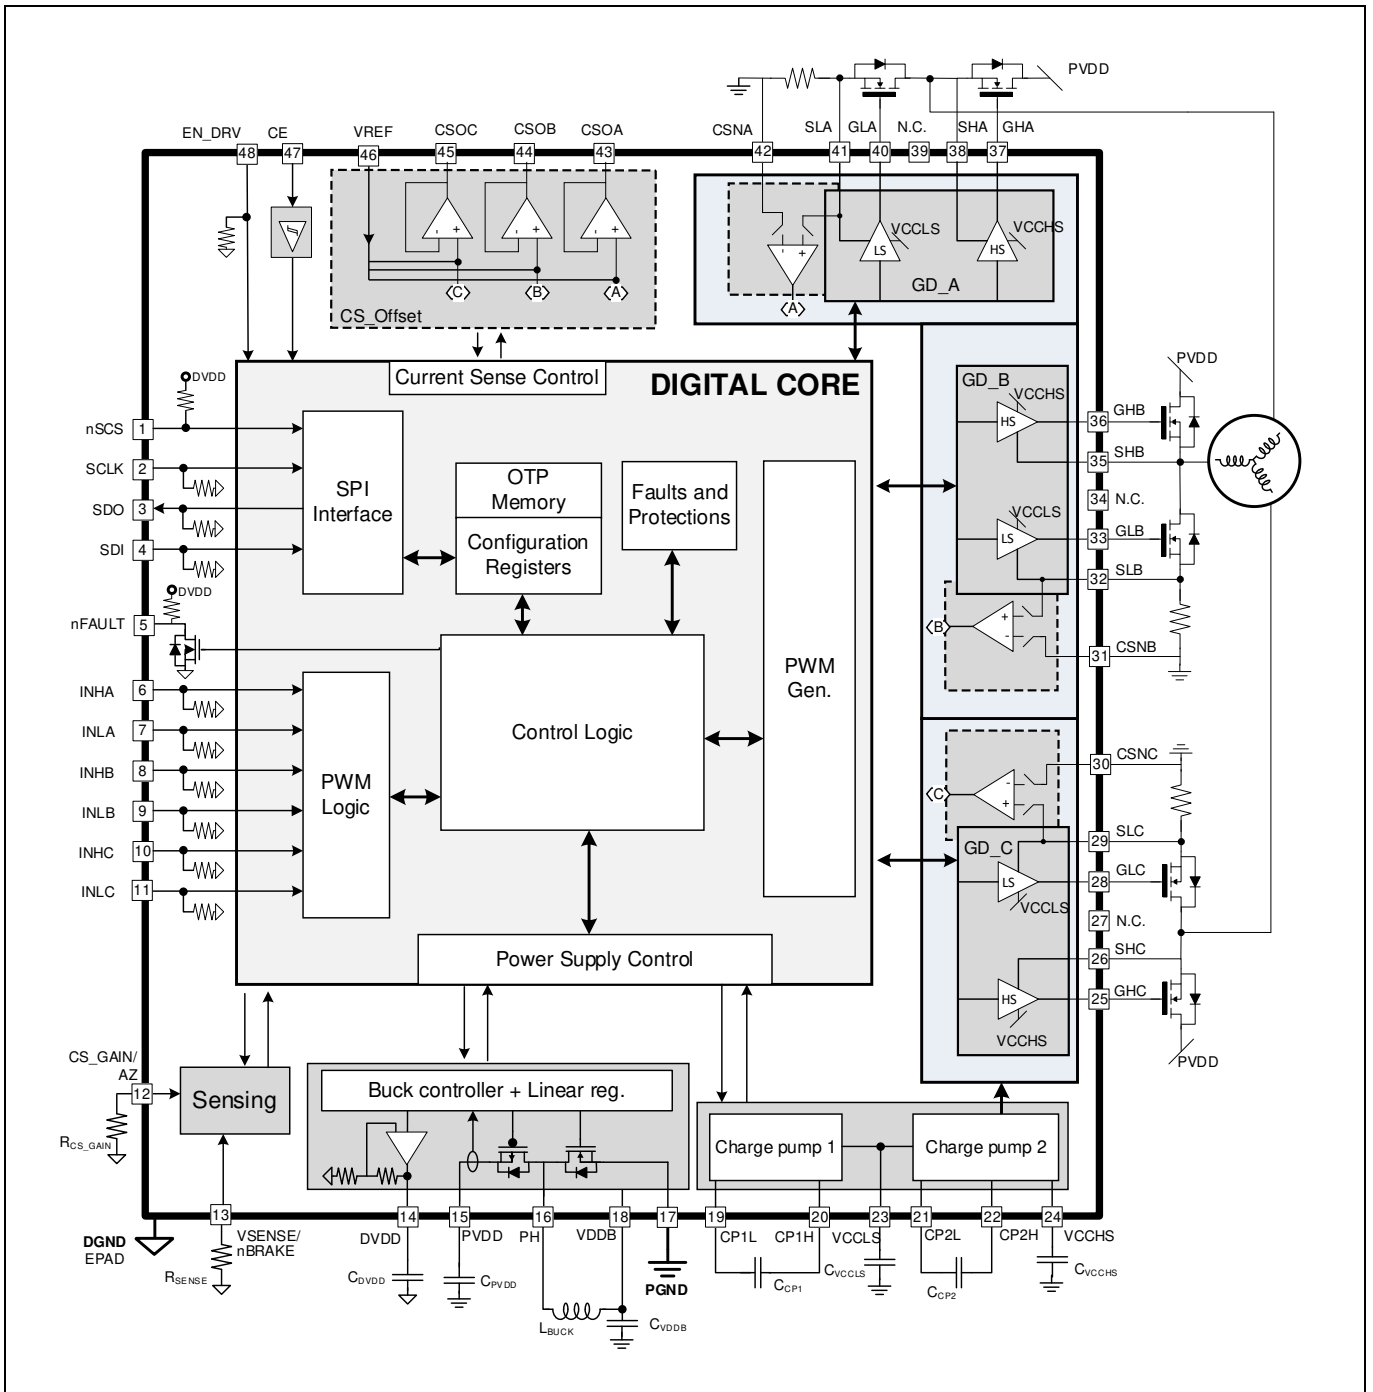 PVDD
EN_DRV CE VREF CSOC CSOB CSOA CSNA SLA GLA N.C. SHA GHA
48 47 46 45 44 43 42 41 40 39 38 37
- + - + - +
- +
VCCLS
VCCHS
LS
HS
GD_A
⟨C⟩ ⟨B⟩ ⟨A⟩
⟨A⟩
CS_Offset
Current Sense Control
DIGITAL CORE
DVDD
nSCS 1
SCLK 2
SDO 3
SDI 4
DVDD
nFAULT 5
INHA 6
INLA 7
INHB 8
INLB 9
INHC 10
INLC 11
SPI
Interface
OTP
Memory
Configuration
Registers
Faults and
Protections
PWM
Gen.
Control Logic
PWM
Logic
Power Supply Control
GD_B
VCCHS
HS
VCCLS
LS
⟨B⟩
+
-
PVDD
36 GHB
35 SHB
34 N.C.
33 GLB
32 SLB
31 CSNB
30 CSNC
29 SLC
28 GLC
27 N.C.
26 SHC
25 GHC
PVDD
⟨C⟩
-
+
GD_C
LS
VCCLS
HS
VCCHS
CS_GAIN/
AZ
12
RCS_GAIN
Sensing
Buck controller + Linear reg.
Charge pump 1
Charge pump 2
13 14 15 16 18 17 19 20 23 21 22 24
DGND
EPAD
VSENSE/
nBRAKE
DVDD PVDD PH VDDB
PGND
CP1L CP1H VCCLS CP2L CP2H VCCHS
RSENSE
CDVDD
CPVDD
LBUCK
CVDDB
CCP1
CVCCLS
CCP2
CVCCHS